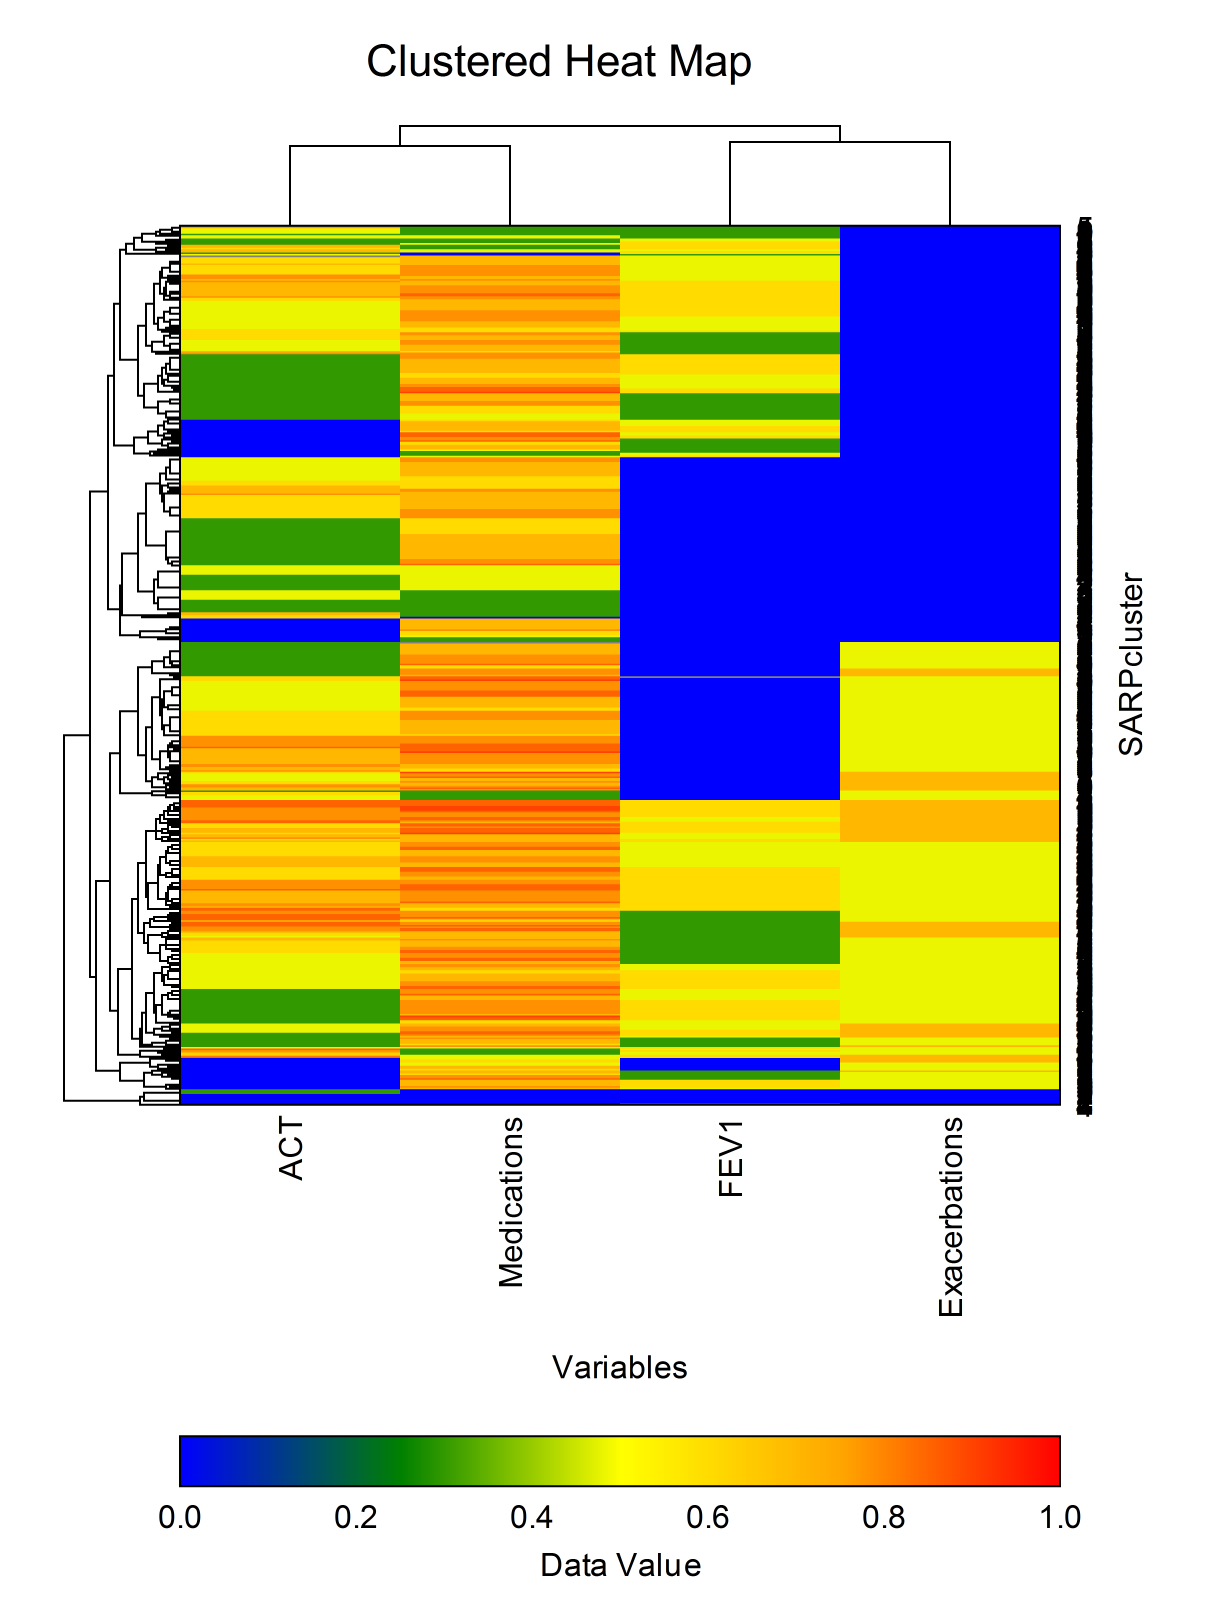 Clustered Heat Map
SARPcluster
ACT
Medications
FEV1
Exacerbations
Variables
0.0 0.2 0.4 0.6 0.8 1.0
Data Value